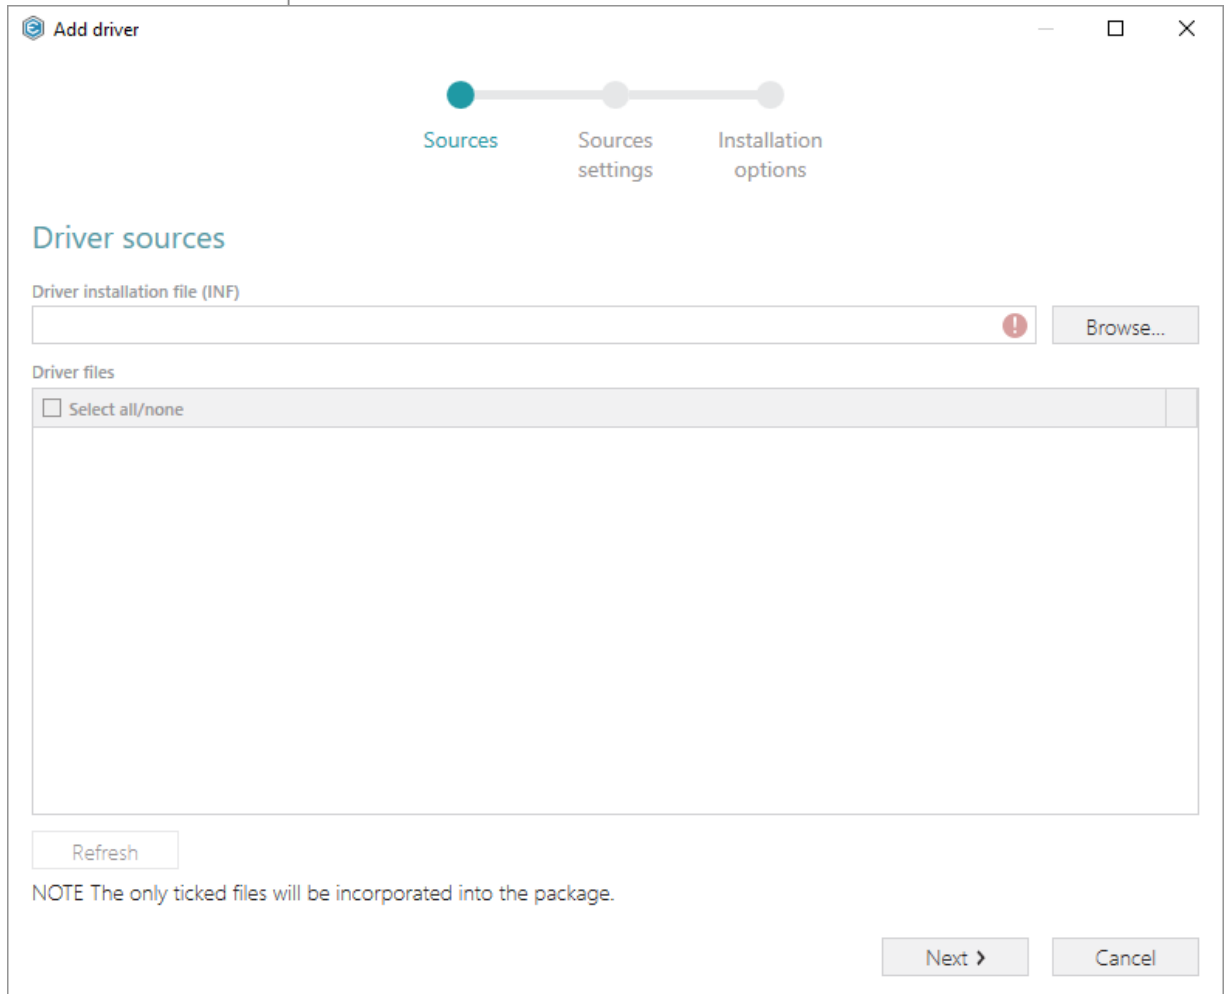 Add driver
Sources
Sources
settings
Installation
options
Driver sources
Driver installation file (INF)
Browse...
Driver files
Select all/none
Refresh
NOTE The only ticked files will be incorporated into the package.
Next
Cancel